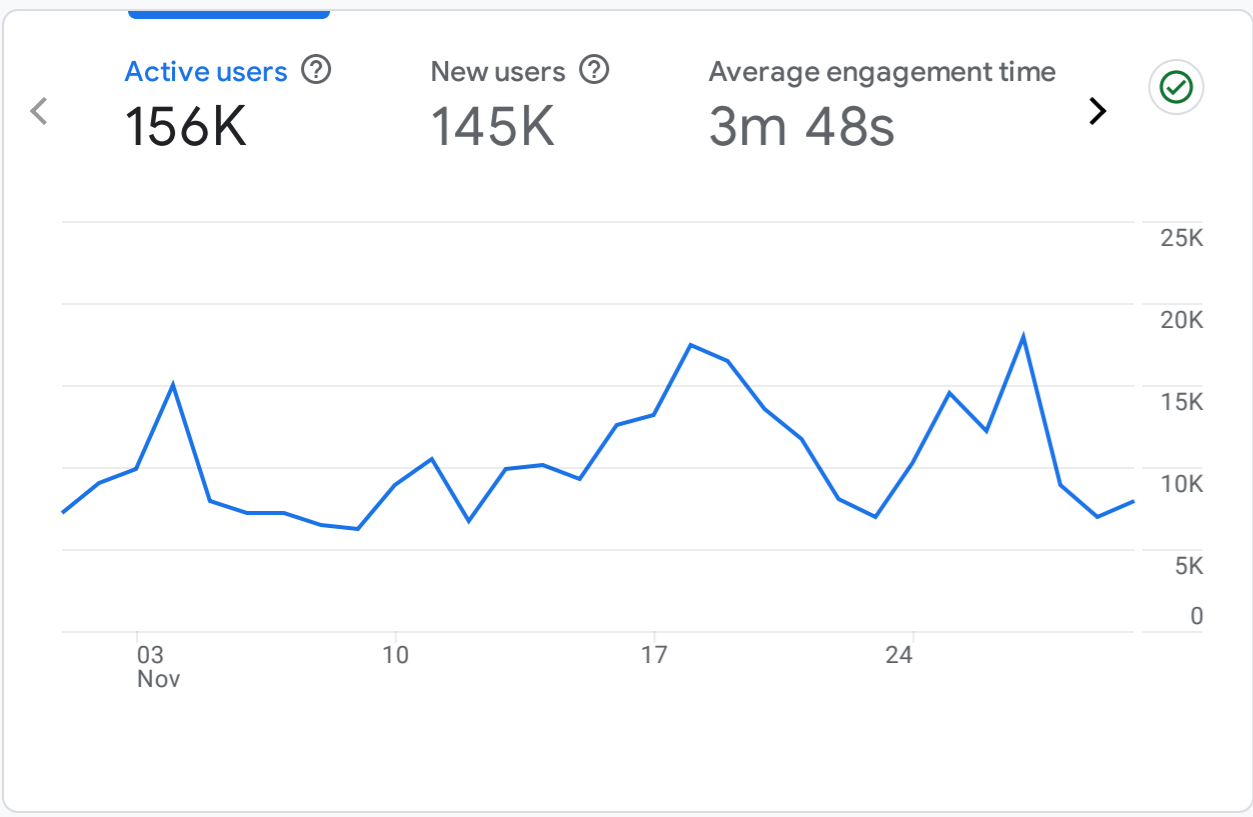 Active users
156K
New users
145K
Average engagement time
3m 48s
25K
20K
15K
10K
5K
0
03
Nov
10
17
24